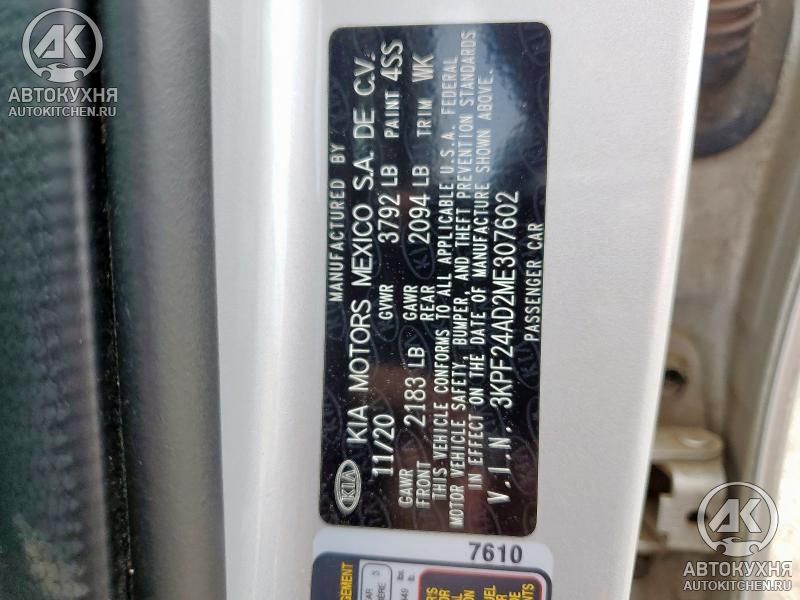 АВТОКУХНЯ
AUTOKITCHEN.RU
MANUFACTURED BY
KIA KIA MOTORS MEXICO S.A. DE C.V.
11/20 GVWR 3792 LB PAINT 4SS
GAWR FRONT 2183 LB GAWR REAR 2094 LB TRIM WK
THIS VEHICLE CONFORMS TO ALL APPLICABLE U.S.A. FEDERAL
MOTOR VEHICLE SAFETY, BUMPER, AND THEFT PREVENTION STANDARDS
IN EFFECT ON THE DATE OF MANUFACTURE SHOWN ABOVE.
V.I.N. 3KPF24AD2ME307602
PASSENGER CAR
7610
АВТОКУХНЯ
AUTOKITCHEN.RU